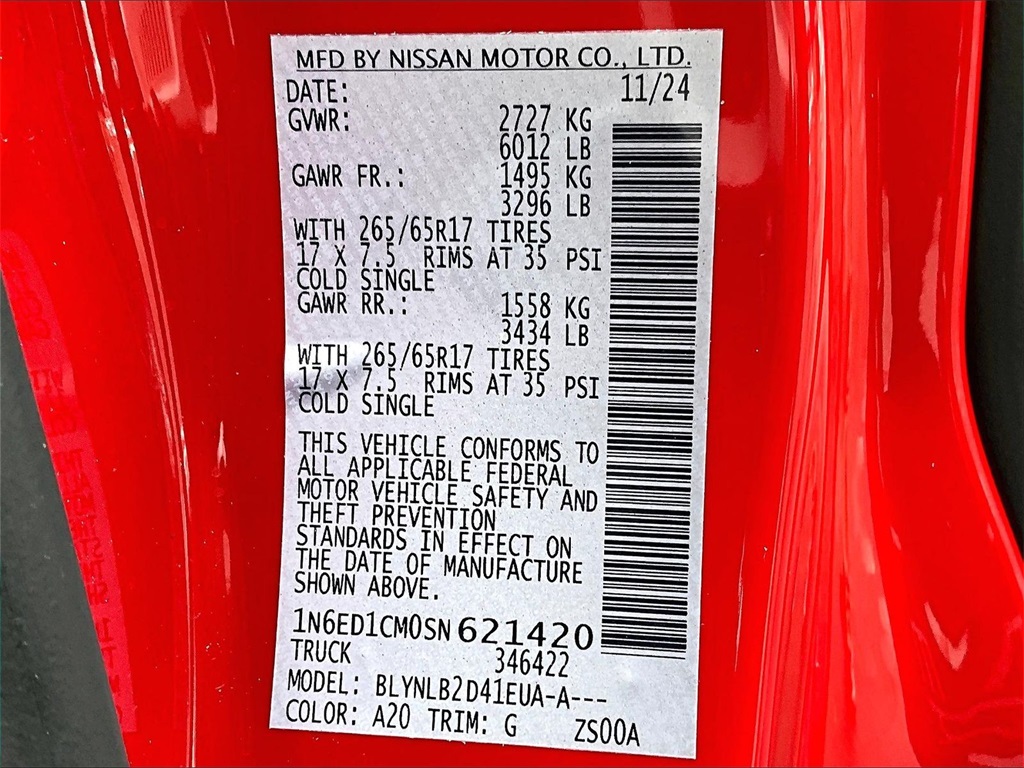 MFD BY NISSAN MOTOR CO., LTD.
DATE: 11/24
GVWR: 2727 KG
6012 LB
GAWR FR.: 1495 KG
3296 LB
WITH 265/65R17 TIRES
17 X 7.5 RIMS AT 35 PSI
COLD SINGLE
GAWR RR.: 1558 KG
3434 LB
WITH 265/65R17 TIRES
17 X 7.5 RIMS AT 35 PSI
COLD SINGLE
THIS VEHICLE CONFORMS TO
ALL APPLICABLE FEDERAL
MOTOR VEHICLE SAFETY AND
THEFT PREVENTION
STANDARDS IN EFFECT ON
THE DATE OF MANUFACTURE
SHOWN ABOVE.
1N6ED1CM0SN 621420
TRUCK 346422
MODEL: BLYNLB2D41EUA-A---
COLOR: A20 TRIM: G ZS00A